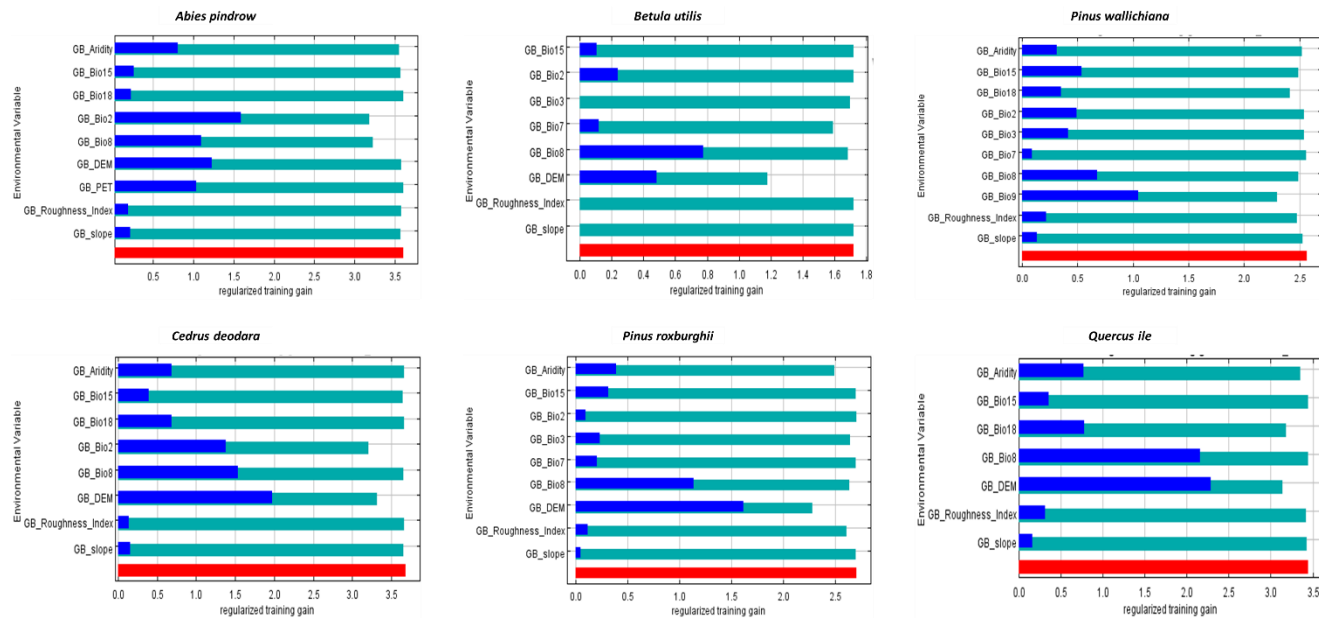 Abies pindrow
Environmental Variable
GB_Aridity
GB_Bio15
GB_Bio18
GB_Bio2
GB_Bio8
GB_DEM
GB_PET
GB_Roughness_Index
GB_slope
0.5 1.0 1.5 2.0 2.5 3.0 3.5
regularized training gain
Betula utilis
Environmental Variable
GB_Bio15
GB_Bio2
GB_Bio3
GB_Bio7
GB_Bio8
GB_DEM
GB_Roughness_Index
GB_slope
0.0 0.2 0.4 0.6 0.8 1.0 1.2 1.4 1.6 1.8
regularized training gain
Pinus wallichiana
Environmental Variable
GB_Aridity
GB_Bio15
GB_Bio18
GB_Bio2
GB_Bio3
GB_Bio7
GB_Bio8
GB_Bio9
GB_Roughness_Index
GB_slope
0.0 0.5 1.0 1.5 2.0 2.5
regularized training gain
Cedrus deodara
Environmental Variable
GB_Aridity
GB_Bio15
GB_Bio18
GB_Bio2
GB_Bio8
GB_DEM
GB_Roughness_Index
GB_slope
0.0 0.5 1.0 1.5 2.0 2.5 3.0 3.5
regularized training gain
Pinus roxburghii
Environmental Variable
GB_Aridity
GB_Bio15
GB_Bio2
GB_Bio3
GB_Bio7
GB_Bio8
GB_DEM
GB_Roughness_Index
GB_slope
0.0 0.5 1.0 1.5 2.0 2.5
regularized training gain
Quercus ile
Environmental Variable
GB_Aridity
GB_Bio15
GB_Bio18
GB_Bio8
GB_DEM
GB_Roughness_Index
GB_slope
0.0 0.5 1.0 1.5 2.0 2.5 3.0 3.5
regularized training gain